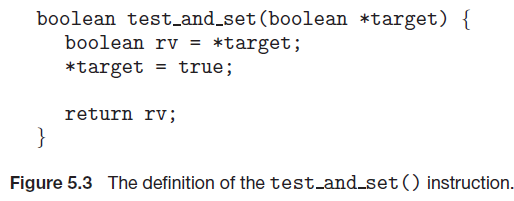 boolean test_and_set(boolean *target) {
boolean rv = *target;
*target = true;
return rv;
}
Figure 5.3 The definition of the test_and_set() instruction.